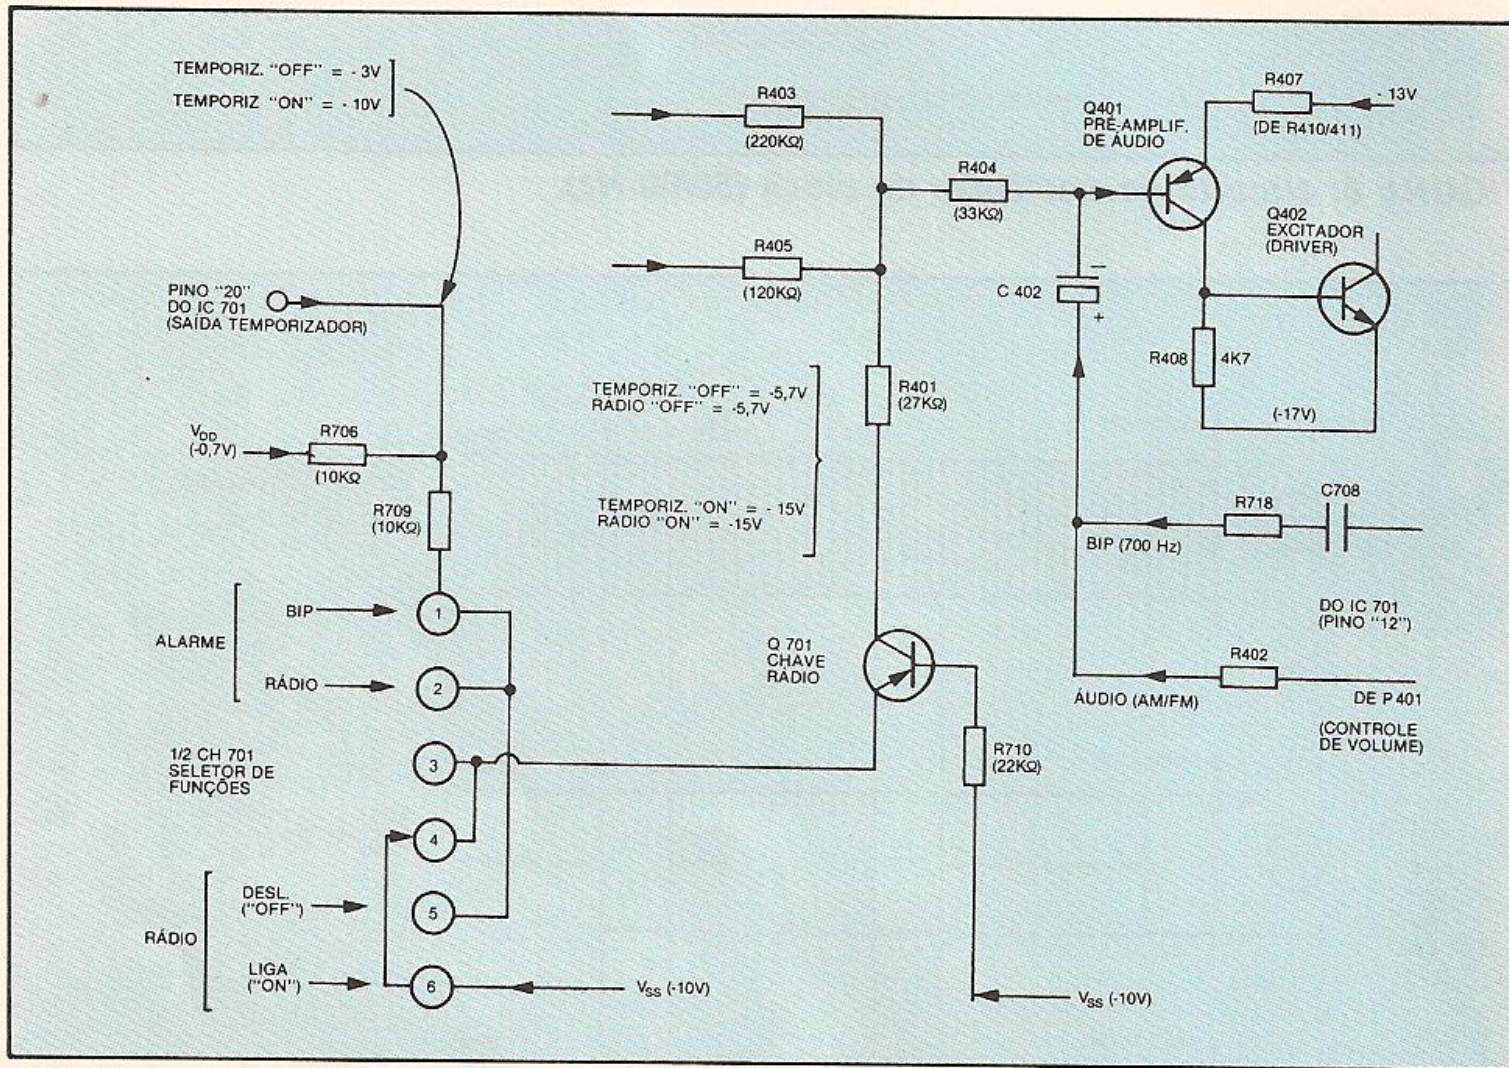 TEMPORIZ. "OFF" = - 3V
TEMPORIZ "ON" = - 10V
R403
(220KΩ)
R405
(120KΩ)
R404
(33KΩ)
Q401
PRÉ-AMPLIF.
DE ÁUDIO
R407
(DE R410/411)
- 13V
Q402
EXCITADOR
(DRIVER)
PINO "20"
DO IC 701
(SAÍDA TEMPORIZADOR)
C 402
−
+
R408
4K7
(-17V)
TEMPORIZ. "OFF" = -5,7V
RÁDIO "OFF" = -5,7V
TEMPORIZ. "ON" = - 15V
RÁDIO "ON" = -15V
R401
(27KΩ)
VDD
(-0,7V)
R706
(10KΩ
R709
(10KΩ)
R718
C708
BIP (700 Hz)
DO IC 701
(PINO "12")
R402
ÁUDIO (AM/FM)
DE P 401
(CONTROLE
DE VOLUME)
ALARME
BIP
1
RÁDIO
2
Q 701
CHAVE
RÁDIO
1/2 CH 701
SELETOR DE
FUNÇÕES
3
4
R710
(22KΩ)
RÁDIO
DESL.
("OFF")
5
LIGA
("ON")
6
VSS (-10V)
VSS (-10V)